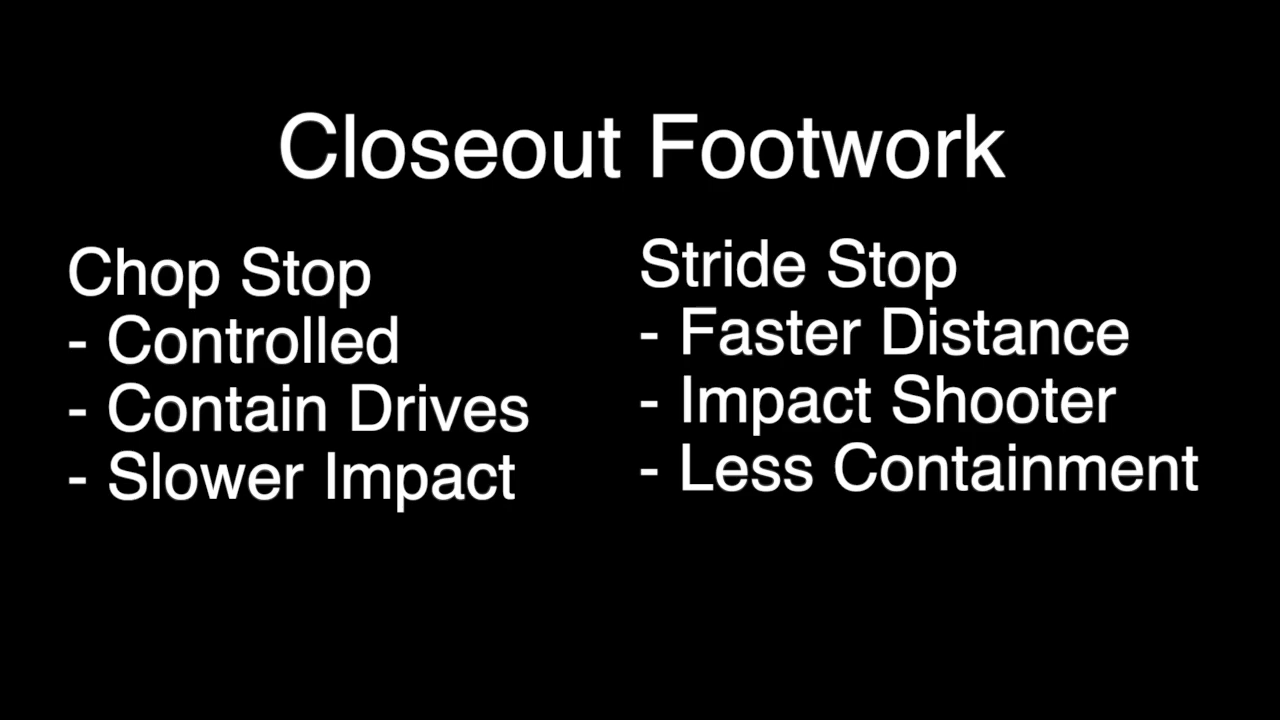 Closeout Footwork
Chop Stop
- Controlled
- Contain Drives
- Slower Impact
Stride Stop
- Faster Distance
- Impact Shooter
- Less Containment